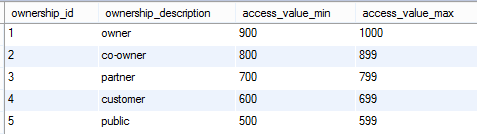 ownership_id ownership_description access_value_min access_value_max
1 owner 900 1000
2 co-owner 800 899
3 partner 700 799
4 customer 600 699
5 public 500 599